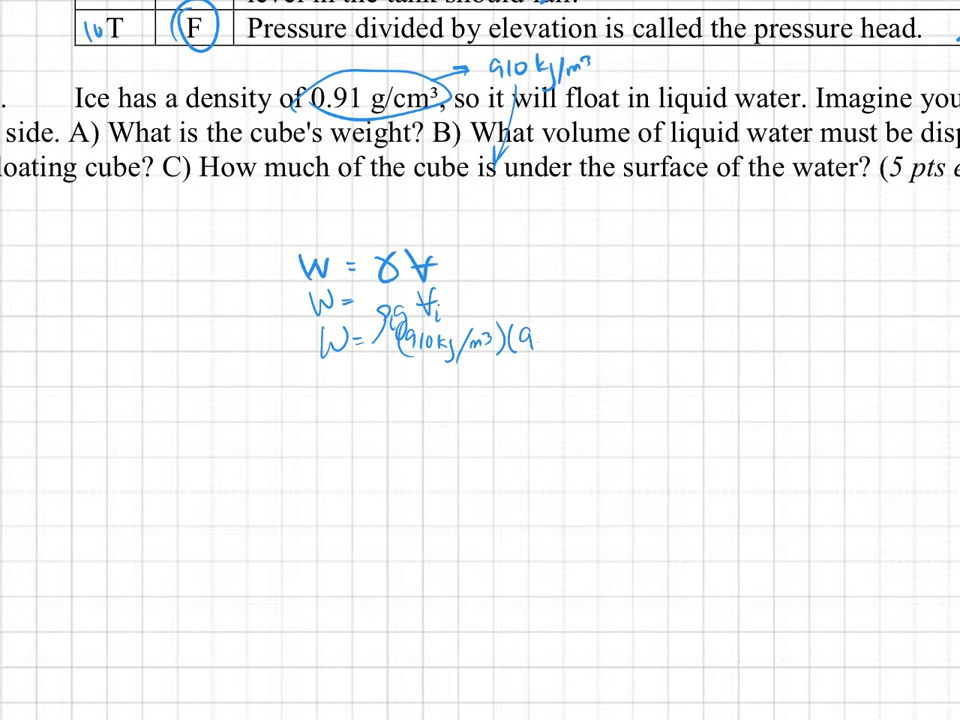 10 T F Pressure divided by elevation is called the pressure head.
910 kg/m³
. Ice has a density of 0.91 g/cm³, so it will float in liquid water. Imagine you
side. A) What is the cube's weight? B) What volume of liquid water must be disp
loating cube? C) How much of the cube is under the surface of the water? (5 pts e
W = γ V
W = ρg Vi
W = (910 kg/m³)(9